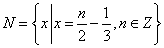 N = { x | x = n/2 − 1/3, n ∈ Z }